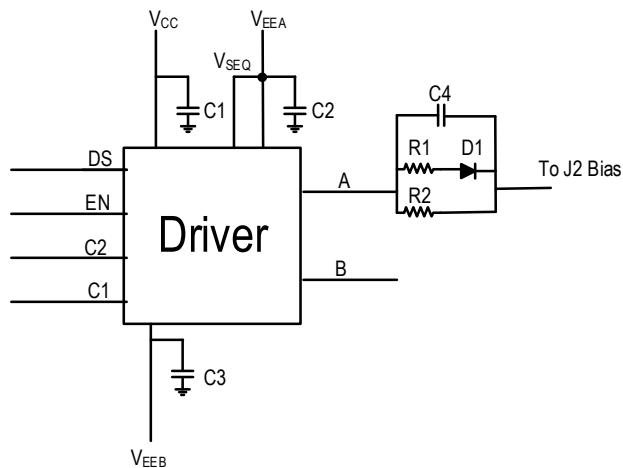 VCC
VEEA
VSEQ
C1
C2
C4
DS
R1
D1
A
To J2 Bias
EN
R2
Driver
C2
B
C1
C3
VEEB